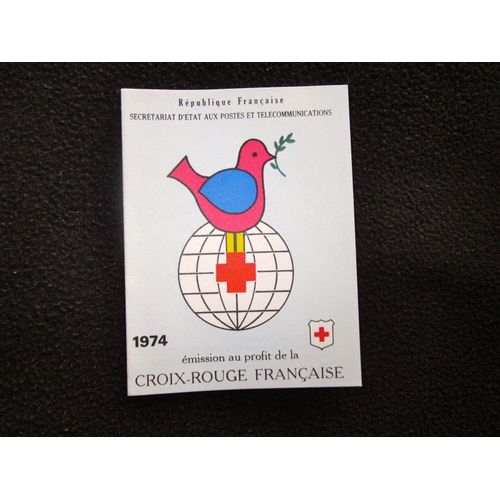 République Française
SECRETARIAT D'ETAT AUX POSTES ET TELECOMMUNICATIONS
1974
émission au profit de la
CROIX-ROUGE FRANÇAISE